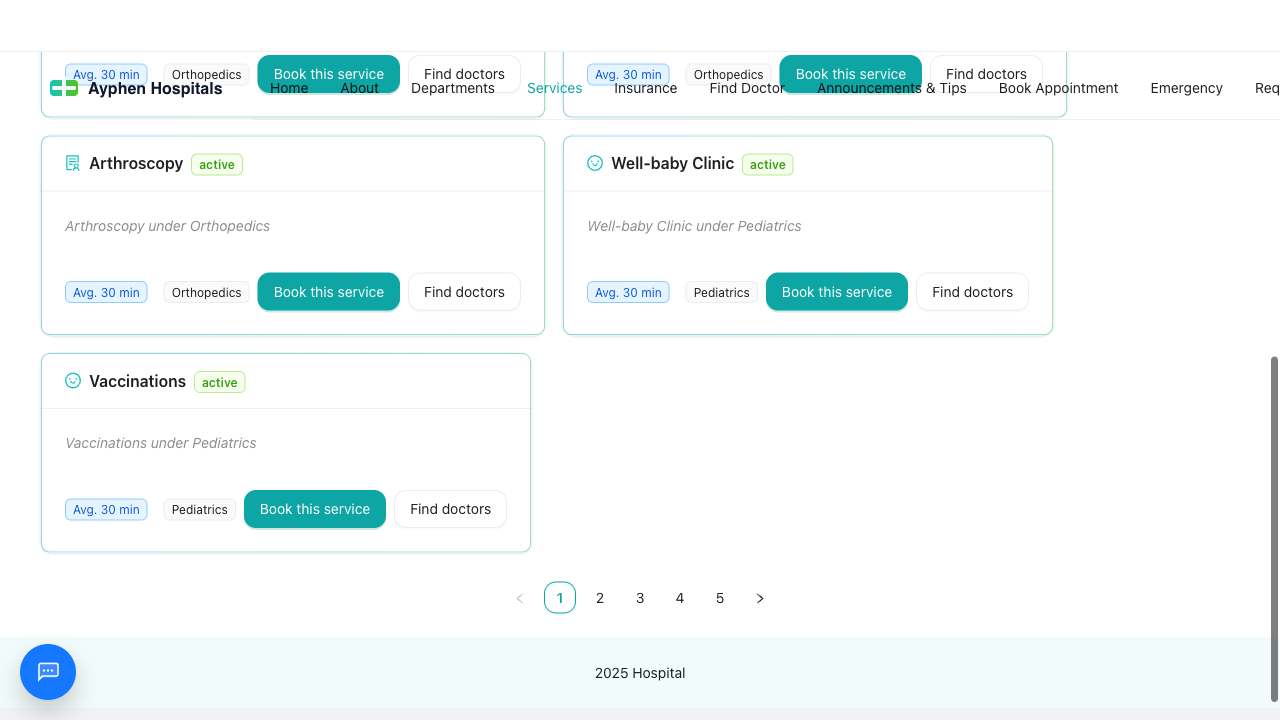 Avg. 30 min Orthopedics Book this service Find doctors Avg. 30 min Orthopedics Book this service Find doctors
Ayphen Hospitals Home About Departments Services Insurance Find Doctor Announcements & Tips Book Appointment Emergency Req
Arthroscopy active Well-baby Clinic active
Arthroscopy under Orthopedics Well-baby Clinic under Pediatrics
Avg. 30 min Orthopedics Book this service Find doctors Avg. 30 min Pediatrics Book this service Find doctors
Vaccinations active
Vaccinations under Pediatrics
Avg. 30 min Pediatrics Book this service Find doctors
< 1 2 3 4 5 >
2025 Hospital